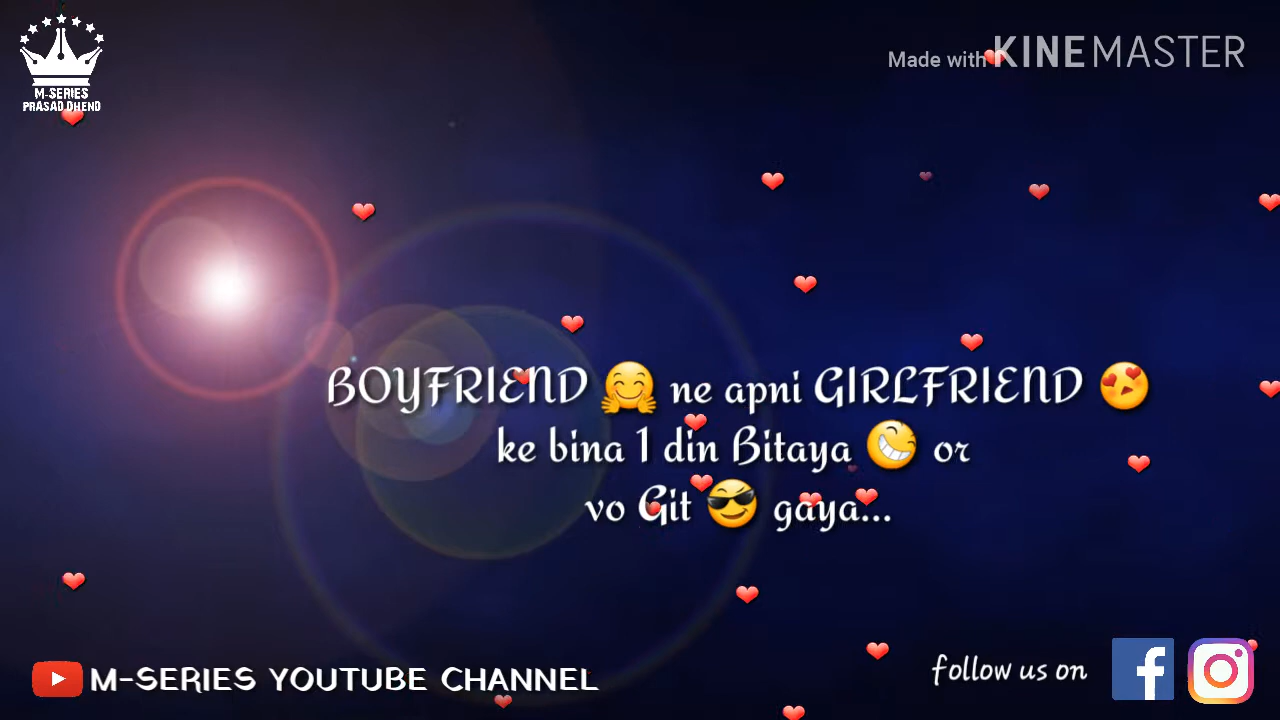 M-SERIES
PRASAD DHEND
Made with KINEMASTER
BOYFRIEND 🤗 ne apni GIRLFRIEND 😍
ke bina 1 din Bitaya 😆 or
vo Git 😎 gaya...
M-SERIES YOUTUBE CHANNEL
follow us on